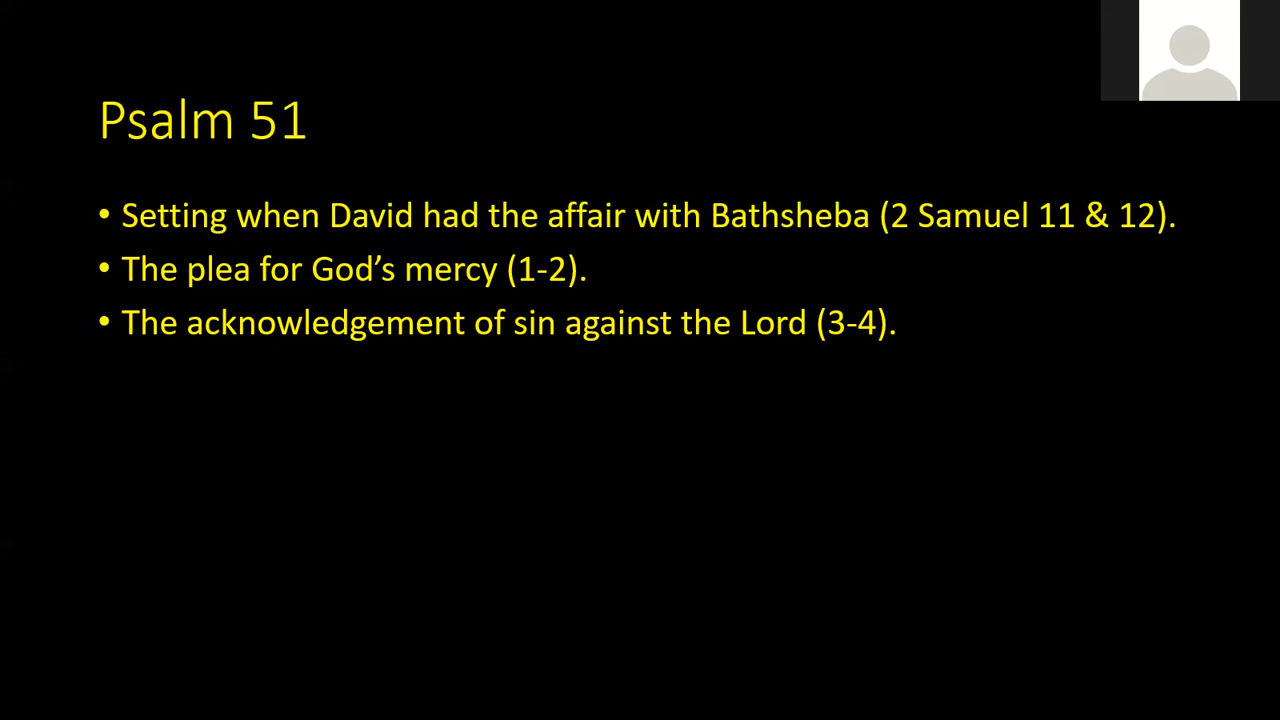 Psalm 51
• Setting when David had the affair with Bathsheba (2 Samuel 11 & 12).
• The plea for God’s mercy (1-2).
• The acknowledgement of sin against the Lord (3-4).